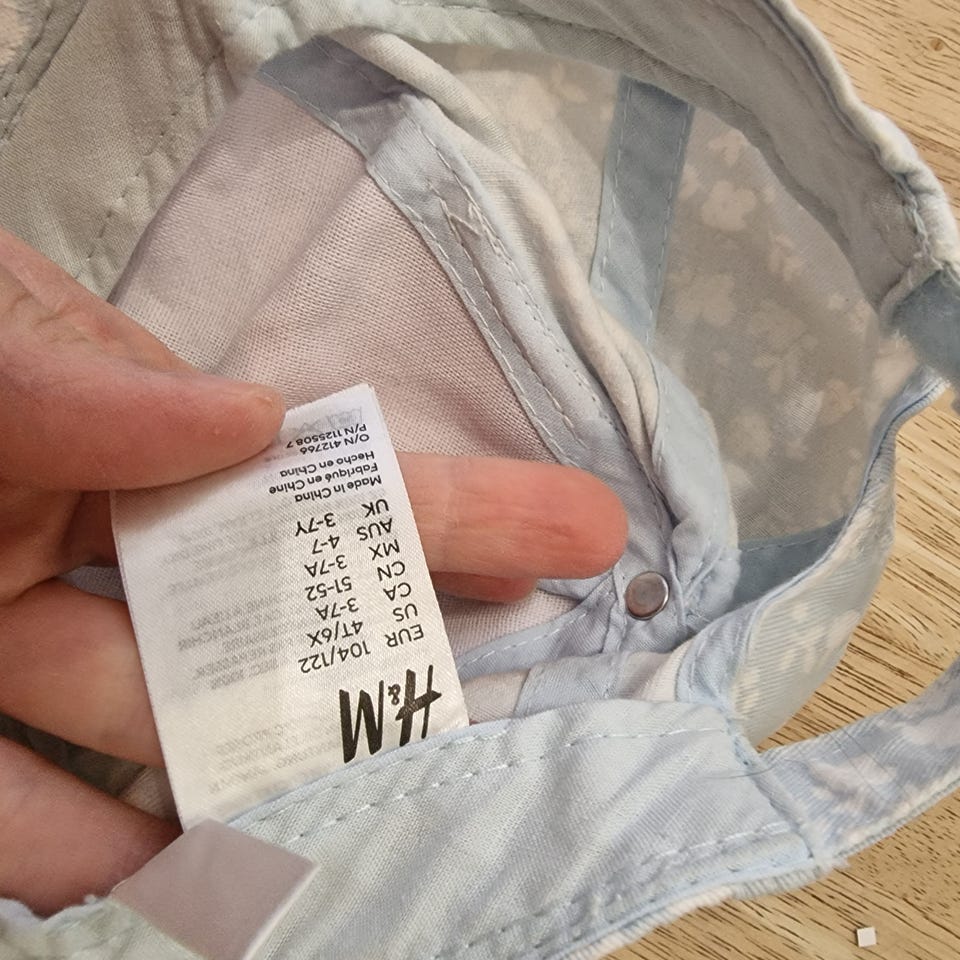 H&M
EUR 104/122
US 4T/6X
CA 3-7A
CN 51-52
MX 3-7A
AUS 4-7
UK 3-7Y
Made in China
Fabriqué en Chine
Hecho en China
O/N 412766
P/N 1125508 7